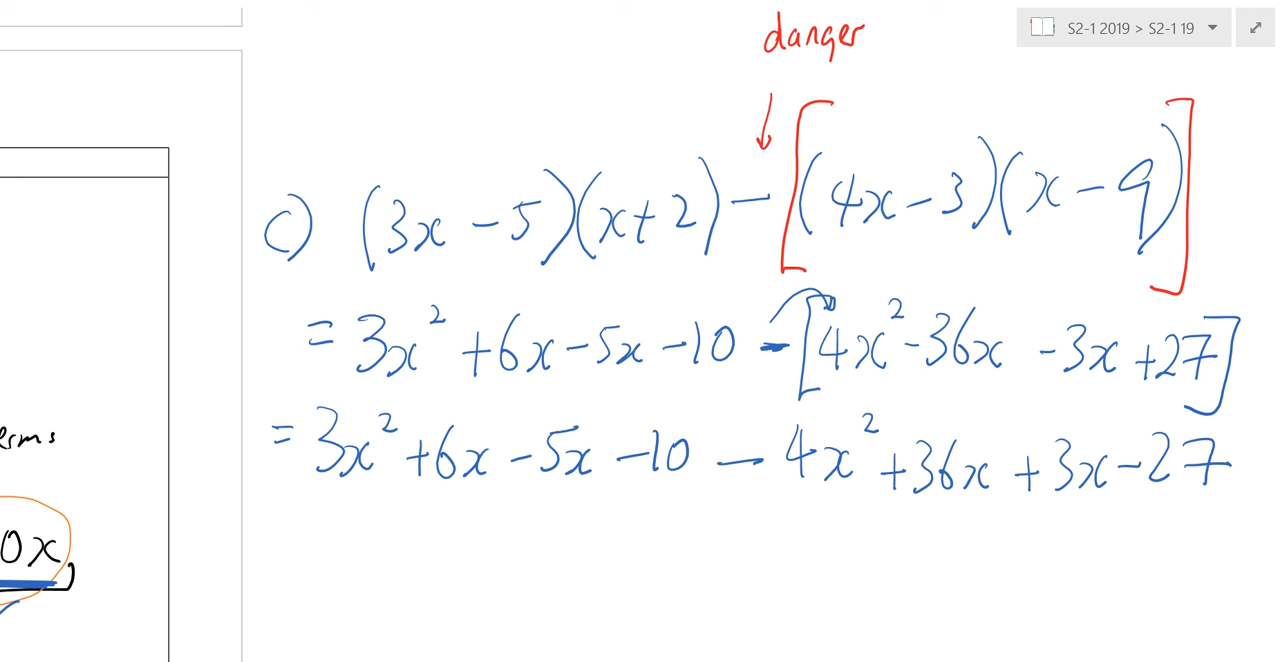 S2-1 2019 > S2-1 19
danger
c) (3x - 5)(x + 2) - [(4x - 3)(x - 9)]
= 3x² + 6x - 5x - 10 - [4x² - 36x - 3x + 27]
= 3x² + 6x - 5x - 10 - 4x² + 36x + 3x - 27
0x